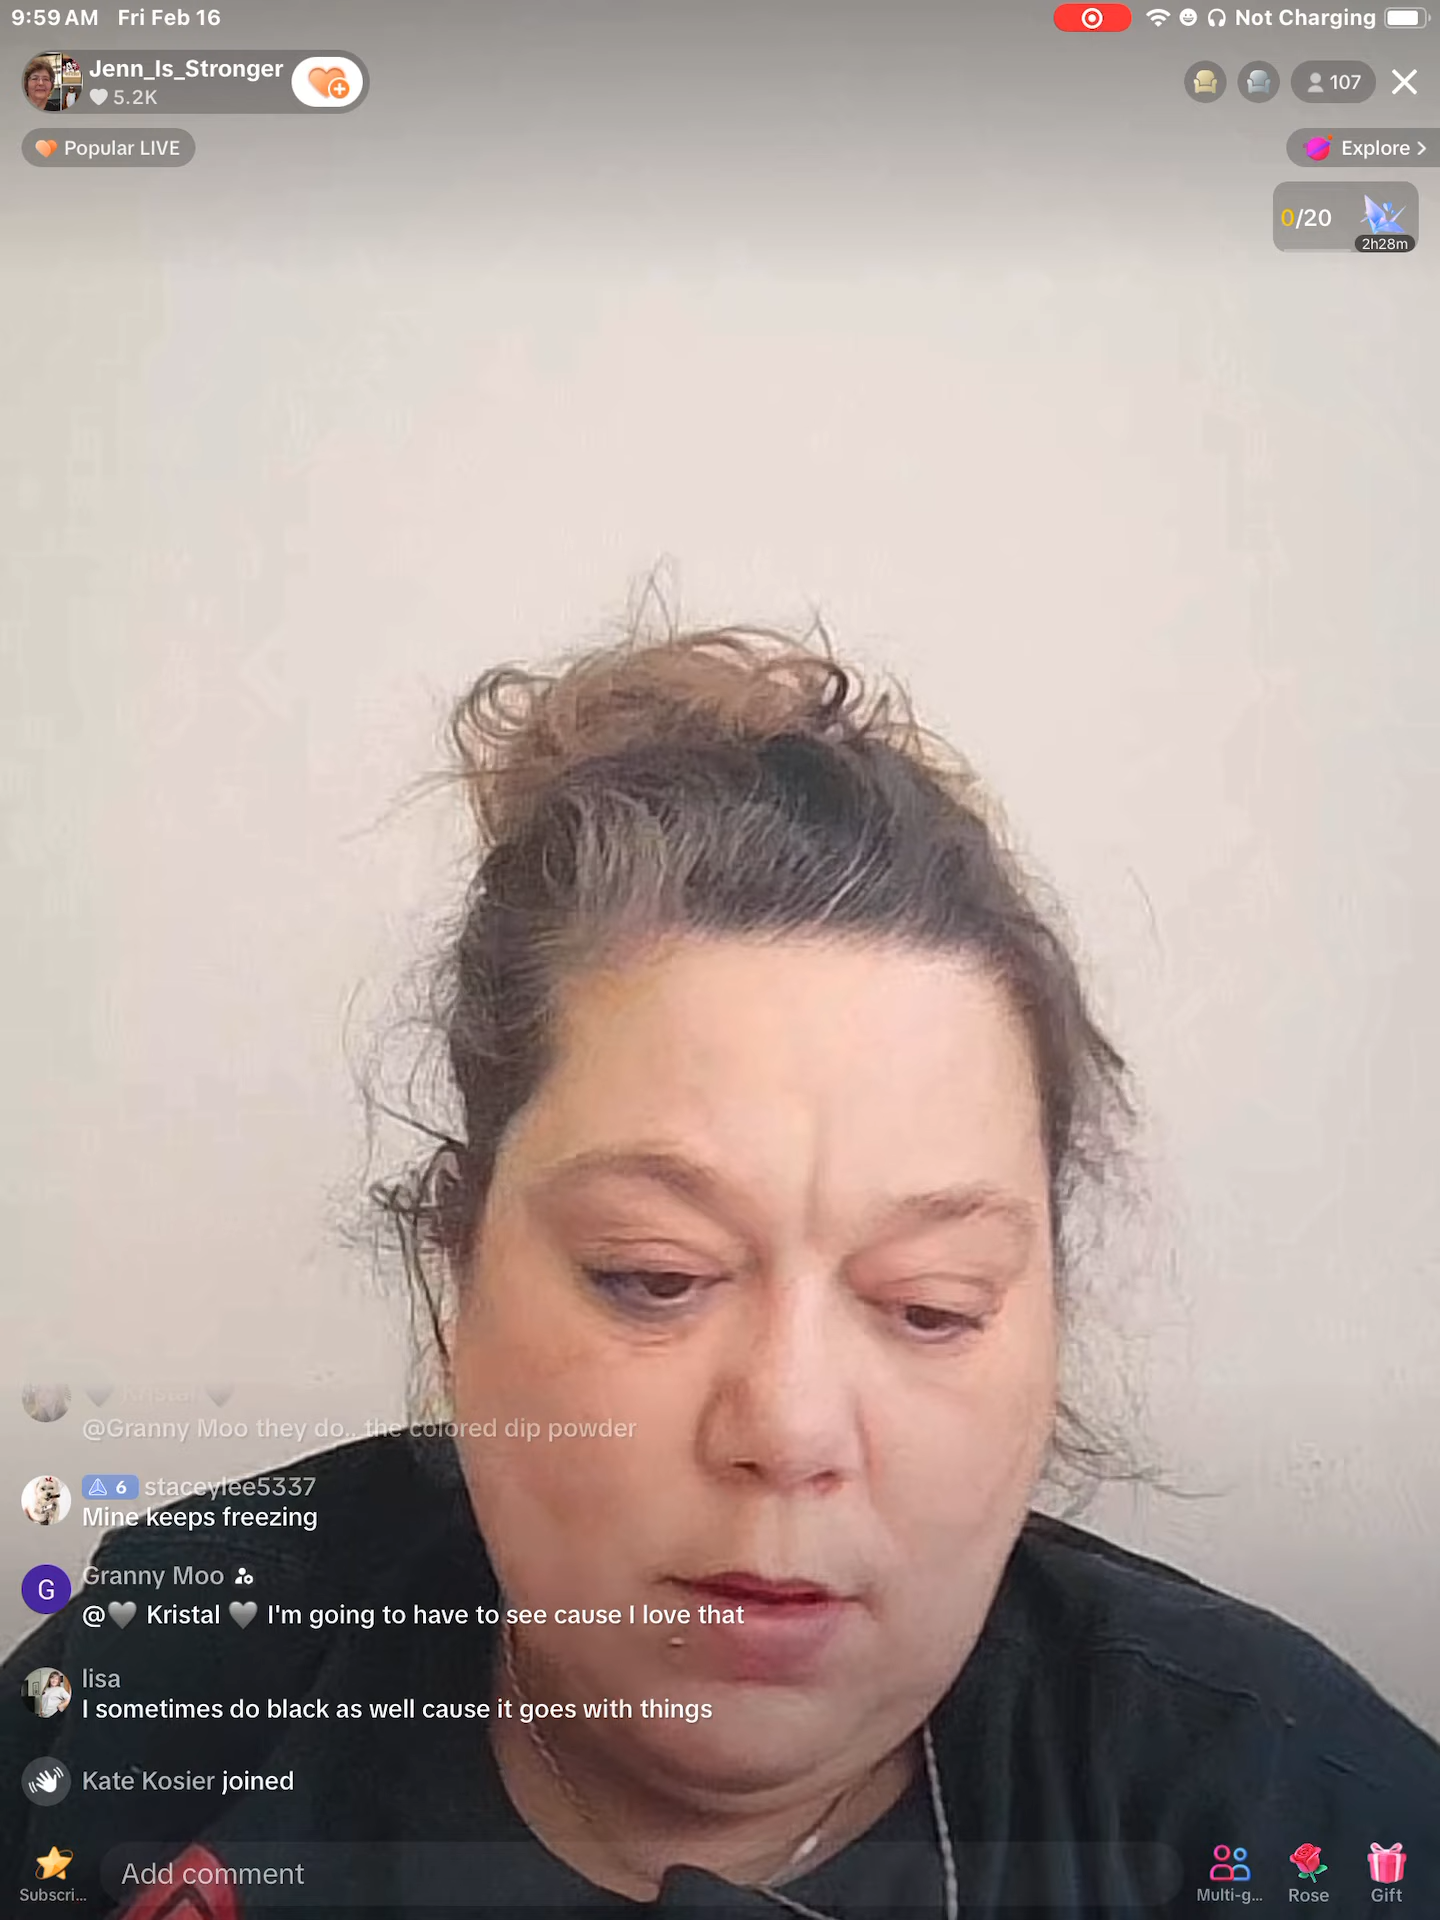 9:59 AM Fri Feb 16
Not Charging
Jenn_Is_Stronger
5.2K
107
Popular LIVE
Explore >
0/20
2h28m
Kristal
@Granny Moo they do... the colored dip powder
6 staceylee5337
Mine keeps freezing
G
Granny Moo
@🩶 Kristal 🩶 I'm going to have to see cause I love that
lisa
I sometimes do black as well cause it goes with things
Kate Kosier joined
Add comment
Subscri...
Multi-g...
Rose
Gift